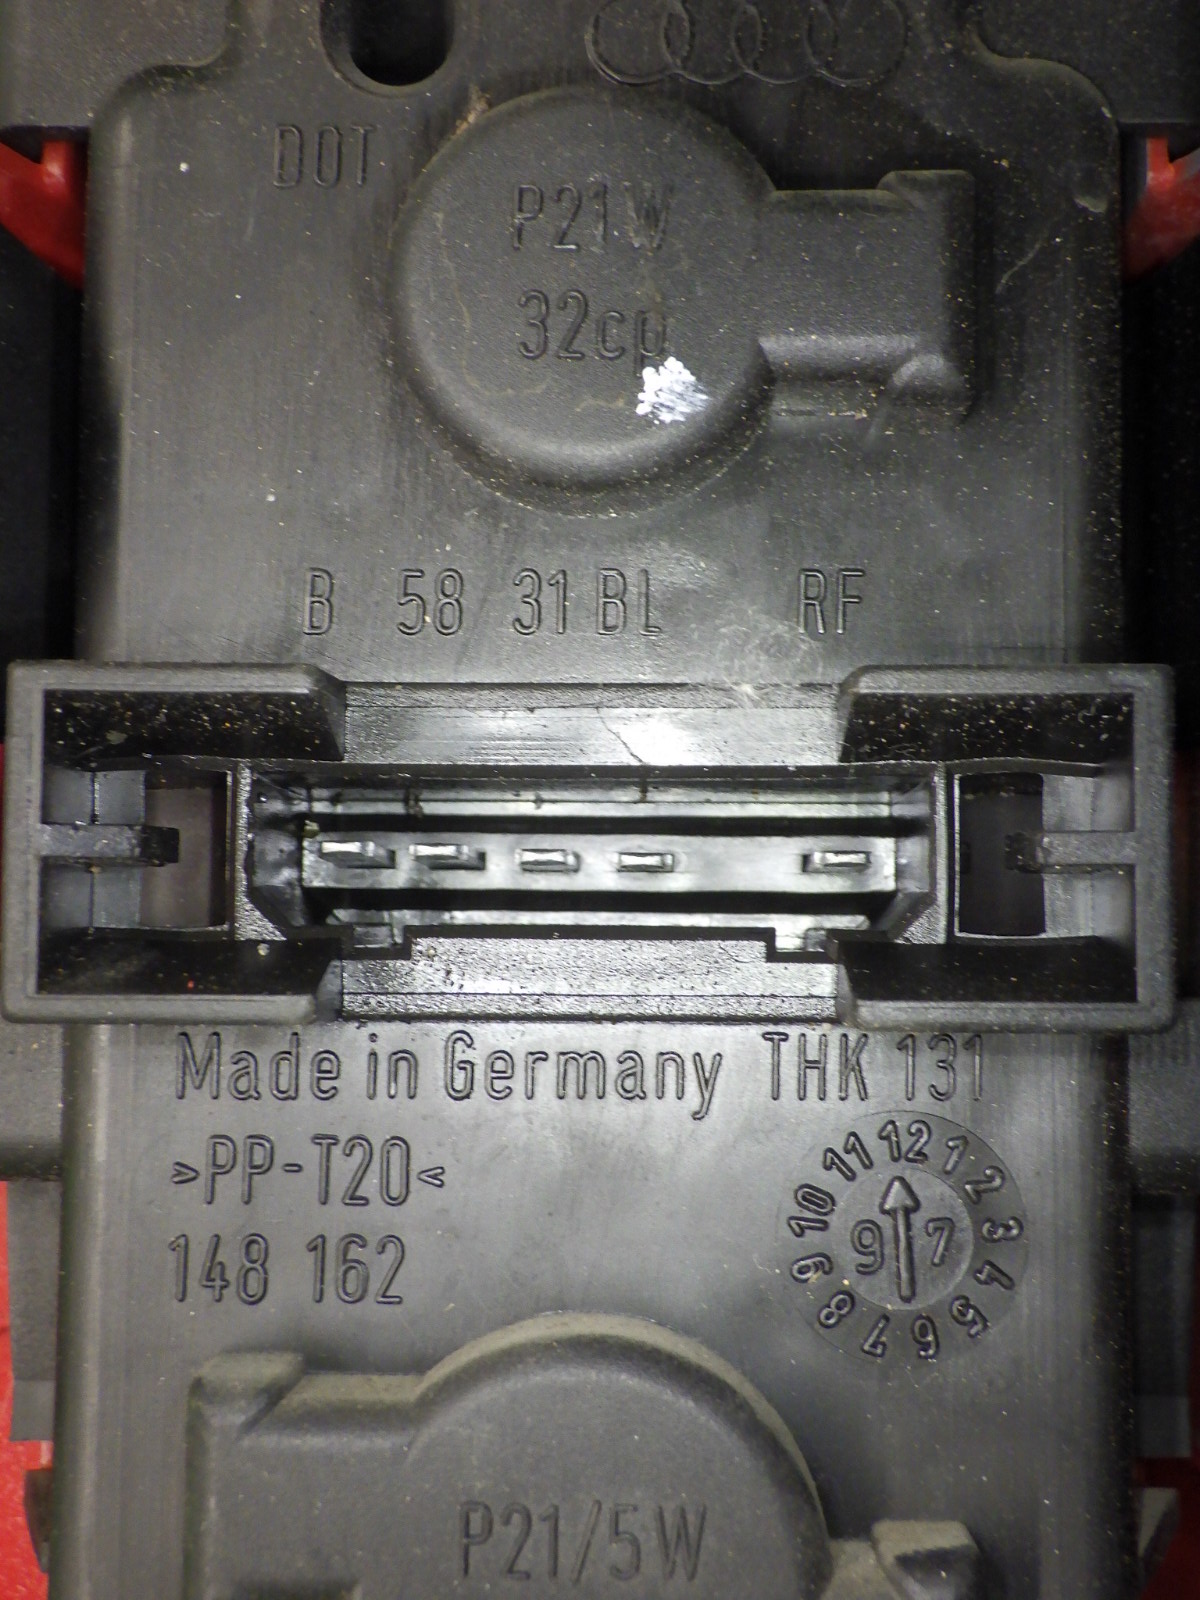 DOT
P21W
32cp
B 58 31 BL RF
Made in Germany THK 131
>PP-T20<
148 162
12 1 2 3 4 5 6 7 8 9 10 11
9 7
P21/5W